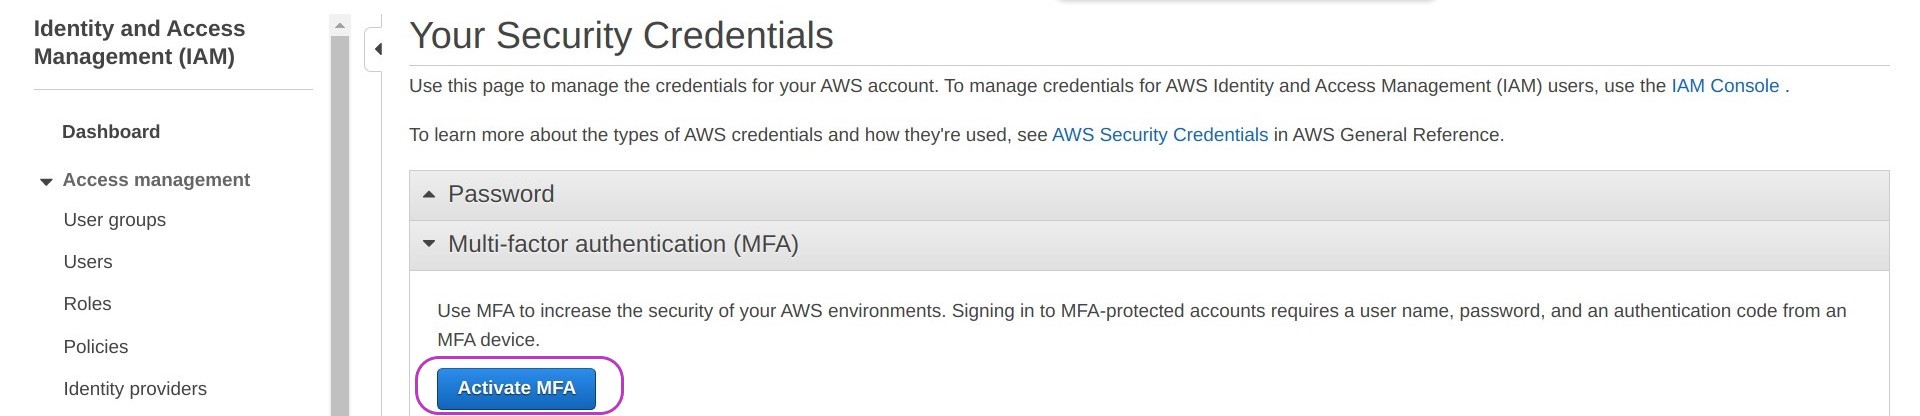 Identity and Access
Management (IAM)
Dashboard
Access management
User groups
Users
Roles
Policies
Identity providers
Your Security Credentials
Use this page to manage the credentials for your AWS account. To manage credentials for AWS Identity and Access Management (IAM) users, use the IAM Console .
To learn more about the types of AWS credentials and how they're used, see AWS Security Credentials in AWS General Reference.
Password
Multi-factor authentication (MFA)
Use MFA to increase the security of your AWS environments. Signing in to MFA-protected accounts requires a user name, password, and an authentication code from an
MFA device.
Activate MFA